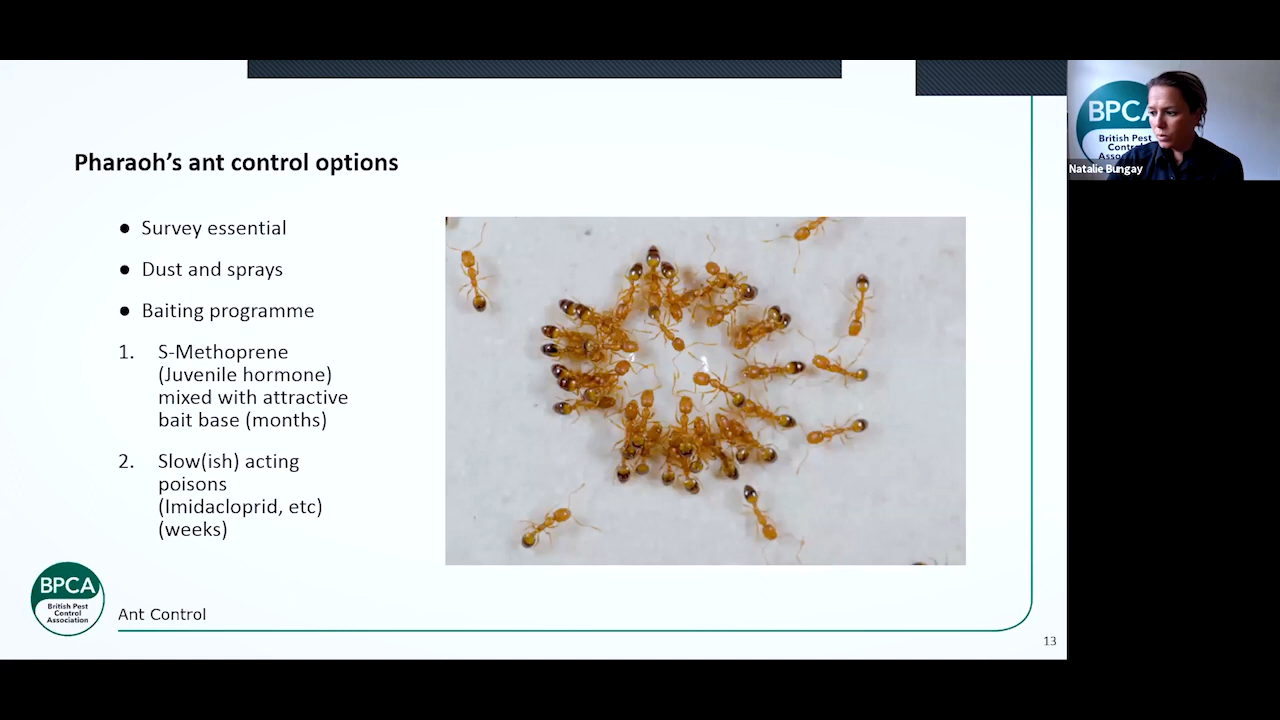 Pharaoh's ant control options
● Survey essential
● Dust and sprays
● Baiting programme
1. S-Methoprene
(Juvenile hormone)
mixed with attractive
bait base (months)
2. Slow(ish) acting
poisons
(Imidacloprid, etc)
(weeks)
BPCA
British Pest
Control
Association
Ant Control
13
BPCA
British Pest
Natalie Bungay